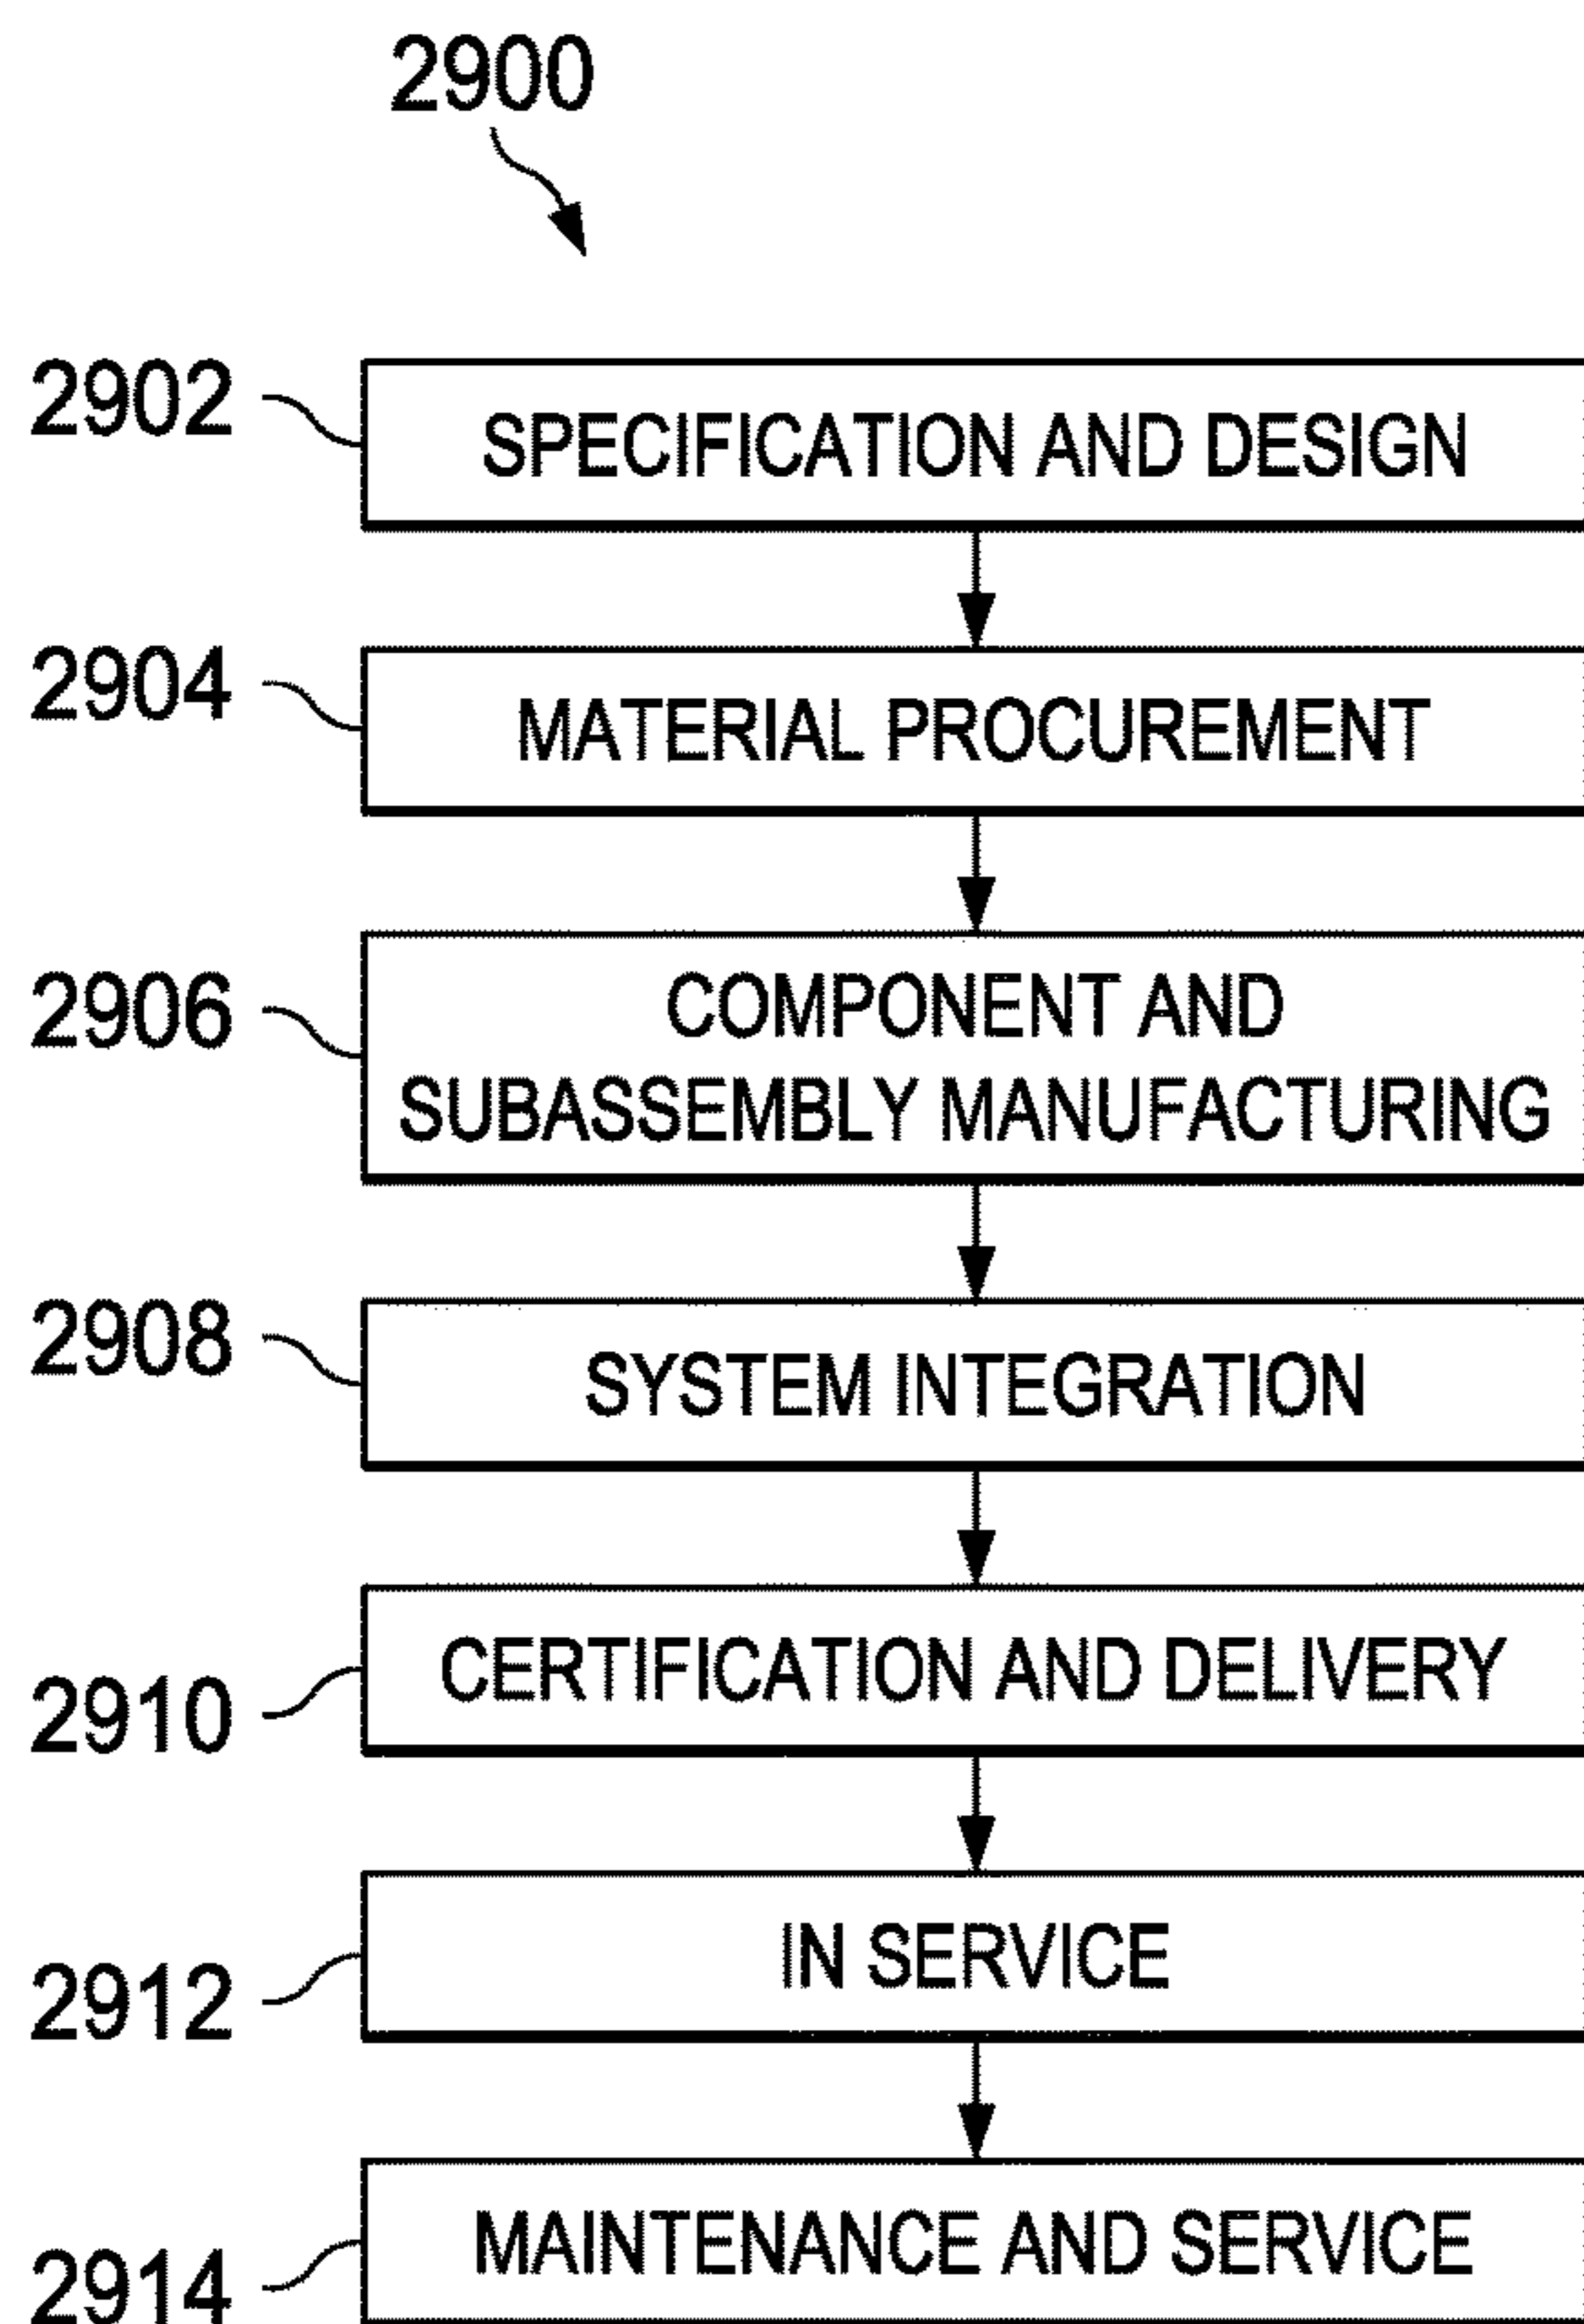 2900
2902
SPECIFICATION AND DESIGN
2904
MATERIAL PROCUREMENT
2906
COMPONENT AND
SUBASSEMBLY MANUFACTURING
2908
SYSTEM INTEGRATION
2910
CERTIFICATION AND DELIVERY
2912
IN SERVICE
2914
MAINTENANCE AND SERVICE